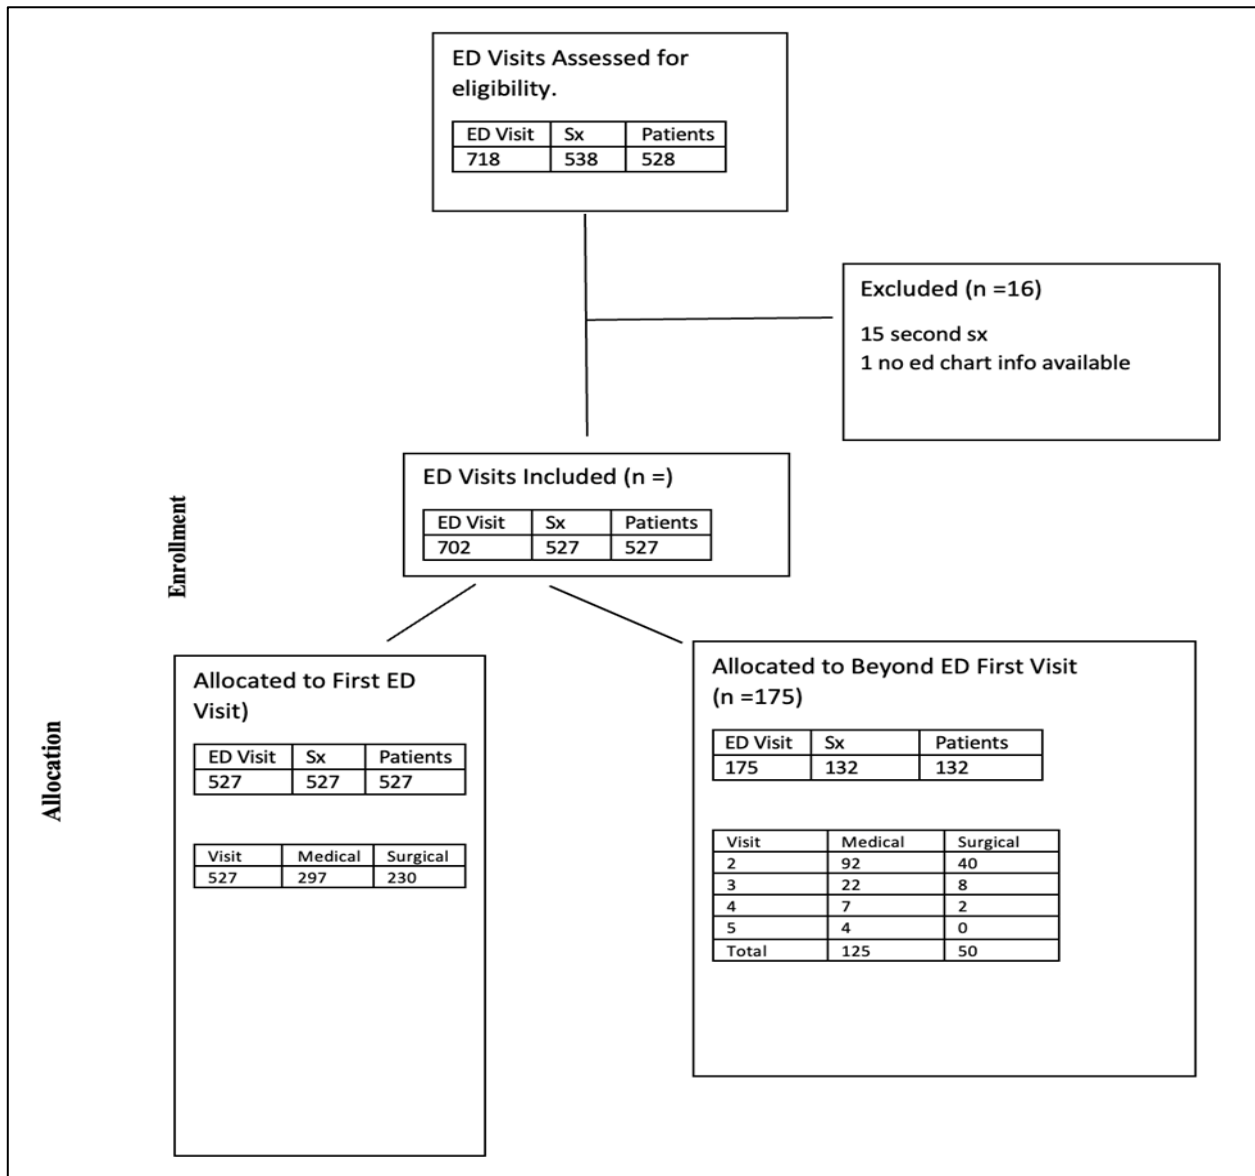 ED Visits Assessed for
eligibility.
ED Visit Sx Patients
718 538 528
Excluded (n =16)
15 second sx
1 no ed chart info available
Enrollment
ED Visits Included (n =)
ED Visit Sx Patients
702 527 527
Allocation
Allocated to First ED
Visit)
ED Visit Sx Patients
527 527 527
Visit Medical Surgical
527 297 230
Allocated to Beyond ED First Visit
(n =175)
ED Visit Sx Patients
175 132 132
Visit Medical Surgical
2 92 40
3 22 8
4 7 2
5 4 0
Total 125 50